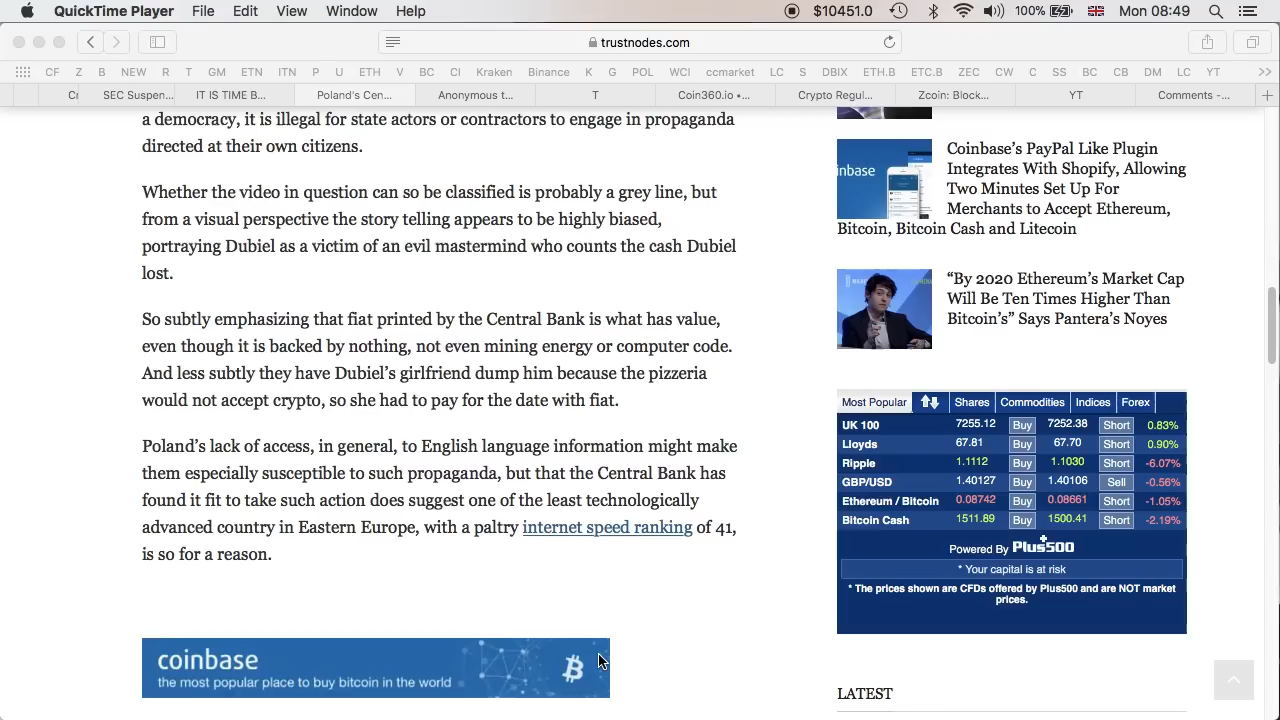 QuickTime Player File Edit View Window Help $10451.0 100% Mon 08:49
trustnodes.com
CF Z B NEW R T GM ETN ITN P U ETH V BC CI Kraken Binance K G POL WCI ccmarket LC S DBIX ETH.B ETC.B ZEC CW C SS BC CB DM LC YT >>
Cr SEC Suspen... IT IS TIME B... Poland's Cen... Anonymous t... T Coin360.io •... Crypto Regul... Zcoin: Block... YT Comments -...
a democracy, it is illegal for state actors or contractors to engage in propaganda
directed at their own citizens.
Whether the video in question can so be classified is probably a grey line, but
from a visual perspective the story telling appears to be highly biased,
portraying Dubiel as a victim of an evil mastermind who counts the cash Dubiel
lost.
So subtly emphasizing that fiat printed by the Central Bank is what has value,
even though it is backed by nothing, not even mining energy or computer code.
And less subtly they have Dubiel's girlfriend dump him because the pizzeria
would not accept crypto, so she had to pay for the date with fiat.
Poland's lack of access, in general, to English language information might make
them especially susceptible to such propaganda, but that the Central Bank has
found it fit to take such action does suggest one of the least technologically
advanced country in Eastern Europe, with a paltry internet speed ranking of 41,
is so for a reason.
coinbase
the most popular place to buy bitcoin in the world
inbase
Coinbase's PayPal Like Plugin
Integrates With Shopify, Allowing
Two Minutes Set Up For
Merchants to Accept Ethereum,
Bitcoin, Bitcoin Cash and Litecoin
“By 2020 Ethereum's Market Cap
Will Be Ten Times Higher Than
Bitcoin's” Says Pantera's Noyes
Most Popular Shares Commodities Indices Forex
UK 100 7255.12 Buy 7252.38 Short 0.83%
Lloyds 67.81 Buy 67.70 Short 0.90%
Ripple 1.1112 Buy 1.1030 Short -6.07%
GBP/USD 1.40127 Buy 1.40106 Sell -0.56%
Ethereum / Bitcoin 0.08742 Buy 0.08661 Short -1.05%
Bitcoin Cash 1511.89 Buy 1500.41 Short -2.19%
Powered By Plus500
* Your capital is at risk
* The prices shown are CFDs offered by Plus500 and are NOT market
prices.
LATEST